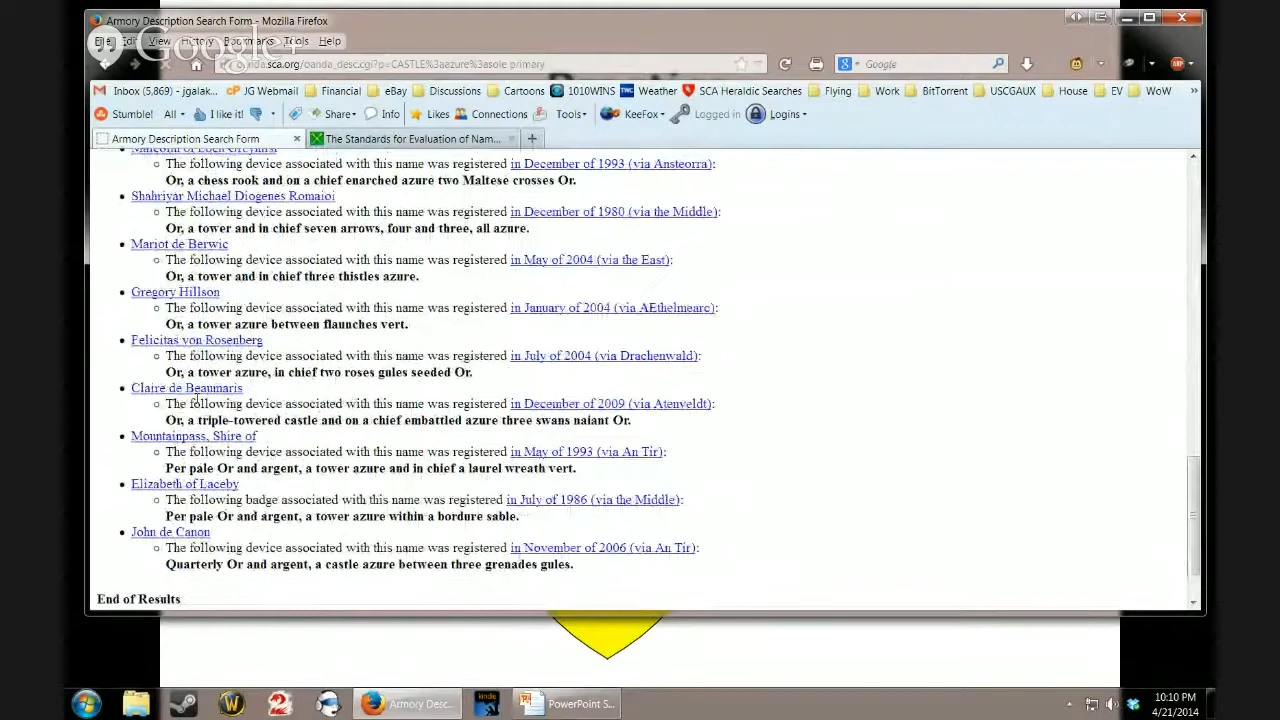 Armory Description Search Form - Mozilla Firefox
File Edit View History Bookmarks Tools Help
Google+
.sca.org/oanda_desc.cgi?p=CASTLE%3aazure%3asole primary
Google
ABP
Inbox (5,869) - jgalak... JG Webmail Financial eBay Discussions Cartoons 1010WINS Weather SCA Heraldic Searches Flying Work BitTorrent USCGAUX House EV WoW »
Stumble! All I like it! Share Info Favorites Connections Tools KeeFox Logged in Logins
Armory Description Search Form × The Standards for Evaluation of Nam... × +
The following device associated with this name was registered in December of 1993 (via Ansteorra):
Or, a chess rook and on a chief enarched azure two Maltese crosses Or.
Shahriyar Michael Diogenes Romaioi
The following device associated with this name was registered in December of 1980 (via the Middle):
Or, a tower and in chief seven arrows, four and three, all azure.
Mariot de Berwic
The following device associated with this name was registered in May of 2004 (via the East):
Or, a tower and in chief three thistles azure.
Gregory Hillson
The following device associated with this name was registered in January of 2004 (via AEthelmearc):
Or, a tower azure between flaunches vert.
Felicitas von Rosenberg
The following device associated with this name was registered in July of 2004 (via Drachenwald):
Or, a tower azure, in chief two roses gules seeded Or.
Claire de Beaumaris
The following device associated with this name was registered in December of 2009 (via Atenveldt):
Or, a triple-towered castle and on a chief embattled azure three swans naiant Or.
Mountainpass, Shire of
The following device associated with this name was registered in May of 1993 (via An Tir):
Per pale Or and argent, a tower azure and in chief a laurel wreath vert.
Elizabeth of Laceby
The following badge associated with this name was registered in July of 1986 (via the Middle):
Per pale Or and argent, a tower azure within a bordure sable.
John de Canon
The following device associated with this name was registered in November of 2006 (via An Tir):
Quarterly Or and argent, a castle azure between three grenades gules.
End of Results
kindle
Armory Desc... PowerPoint S...
10:10 PM
4/21/2014